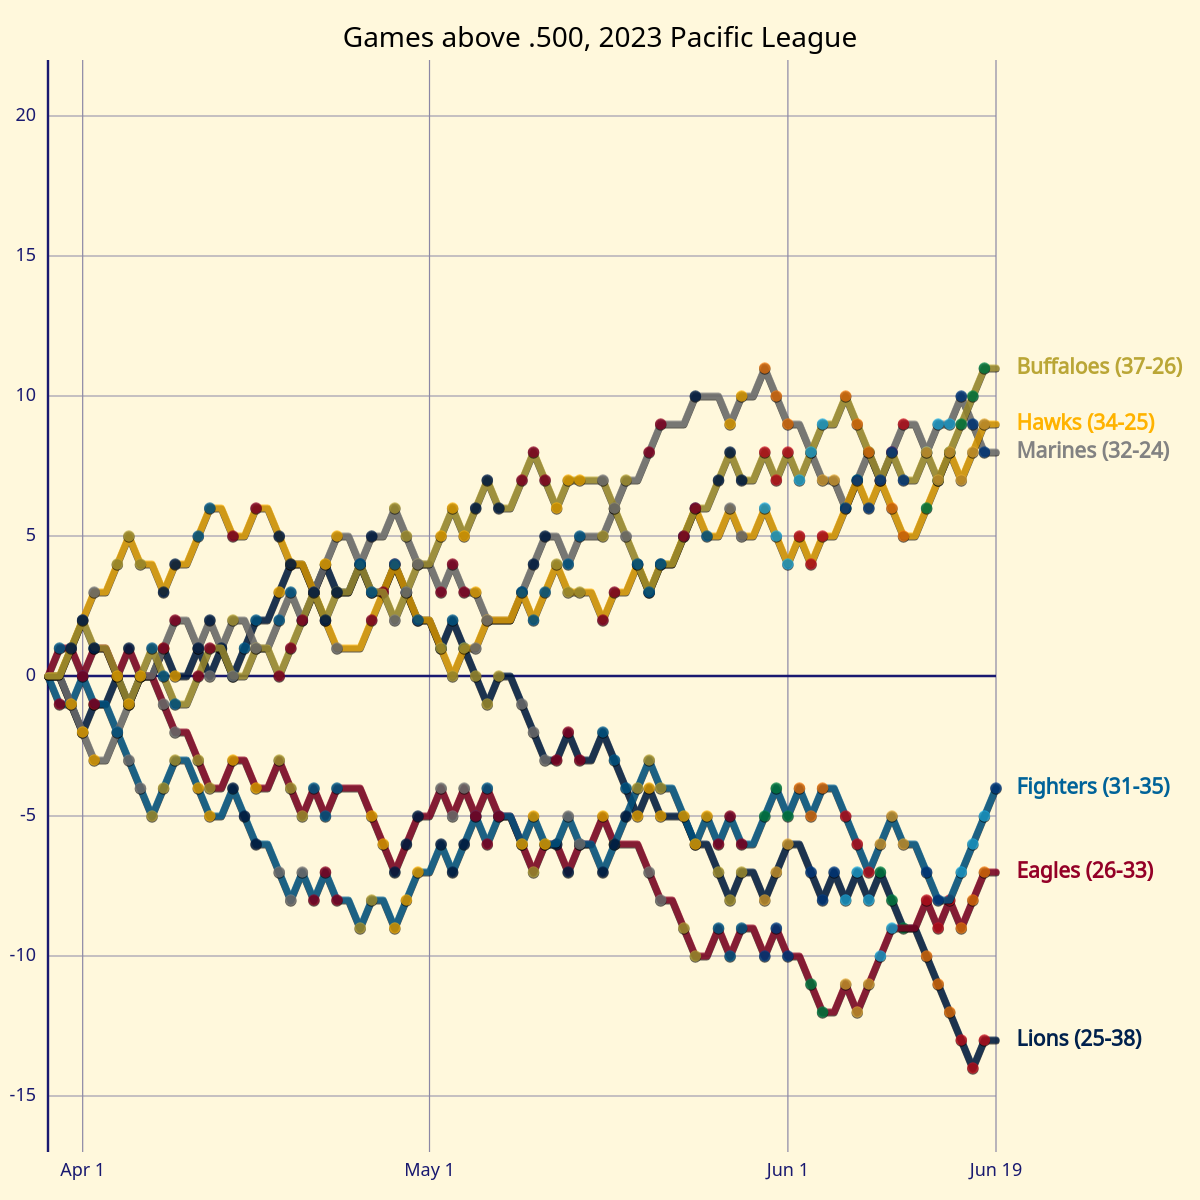 Games above .500, 2023 Pacific League
20
15
10
5
0
-5
-10
-15
Buffaloes (37-26)
Hawks (34-25)
Marines (32-24)
Fighters (31-35)
Eagles (26-33)
Lions (25-38)
Apr 1
May 1
Jun 1
Jun 19